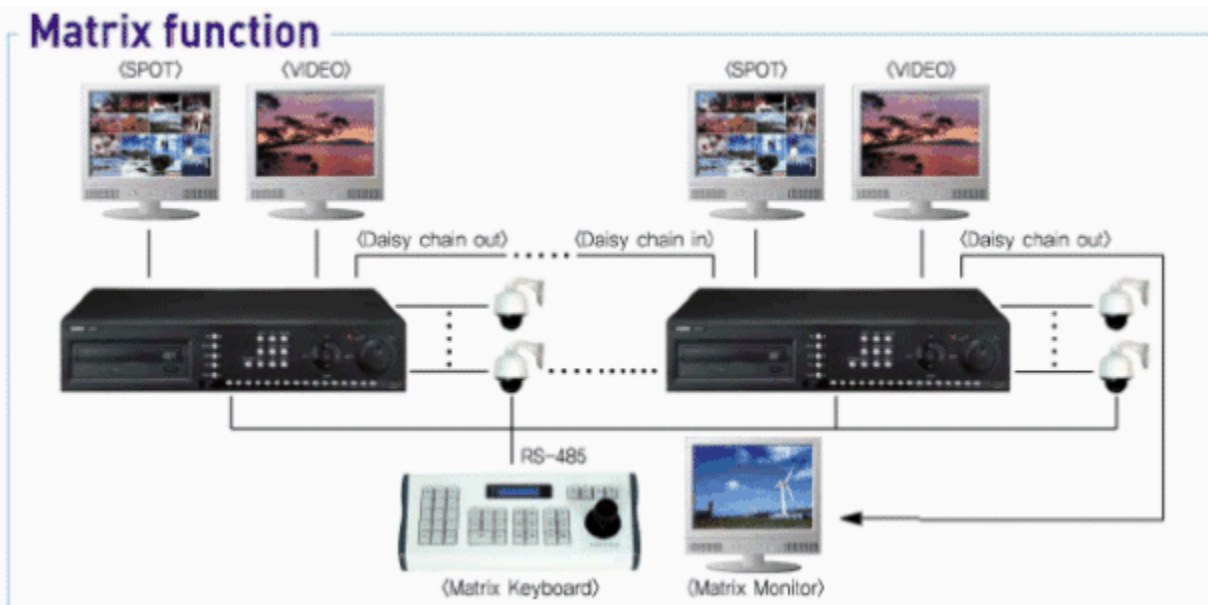 Matrix function
〈SPOT〉 〈VIDEO〉 〈SPOT〉 〈VIDEO〉
〈Daisy chain out〉 〈Daisy chain in〉 〈Daisy chain out〉
RS-485
〈Matrix Keyboard〉 〈Matrix Monitor〉